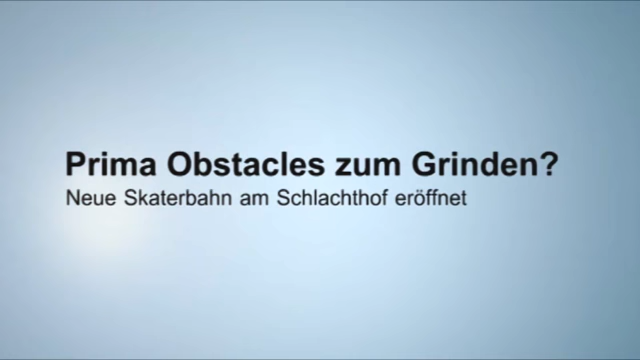 Prima Obstacles zum Grinden?
Neue Skaterbahn am Schlachthof eröffnet